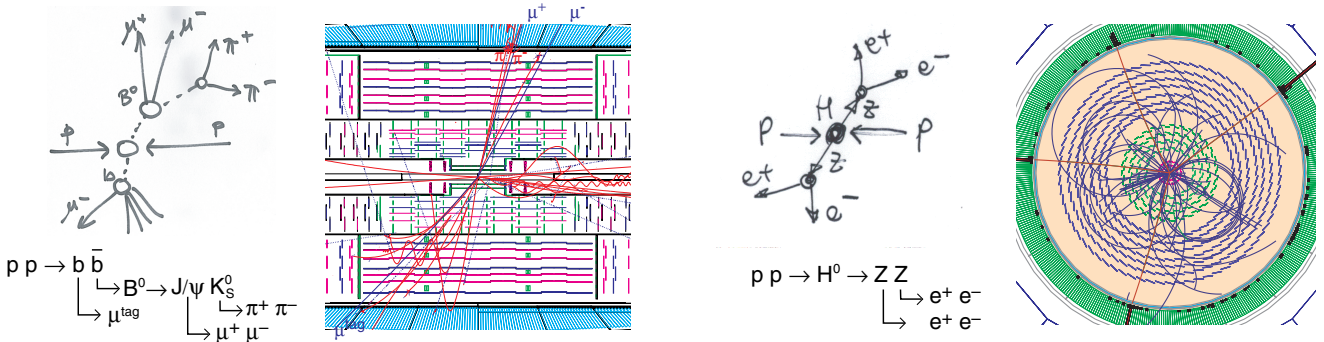 μ+ μ- π+
B⁰ π-
p p
b
μ-
p p → b b̄
B⁰ → J/ψ K⁰S
μtag π+ π−
μ+ μ−
μ+ μ-
π π-
μtag
e+ e-
H Z
p p
Z
e+ e-
p p → H⁰ → Z Z
e+ e−
e+ e−